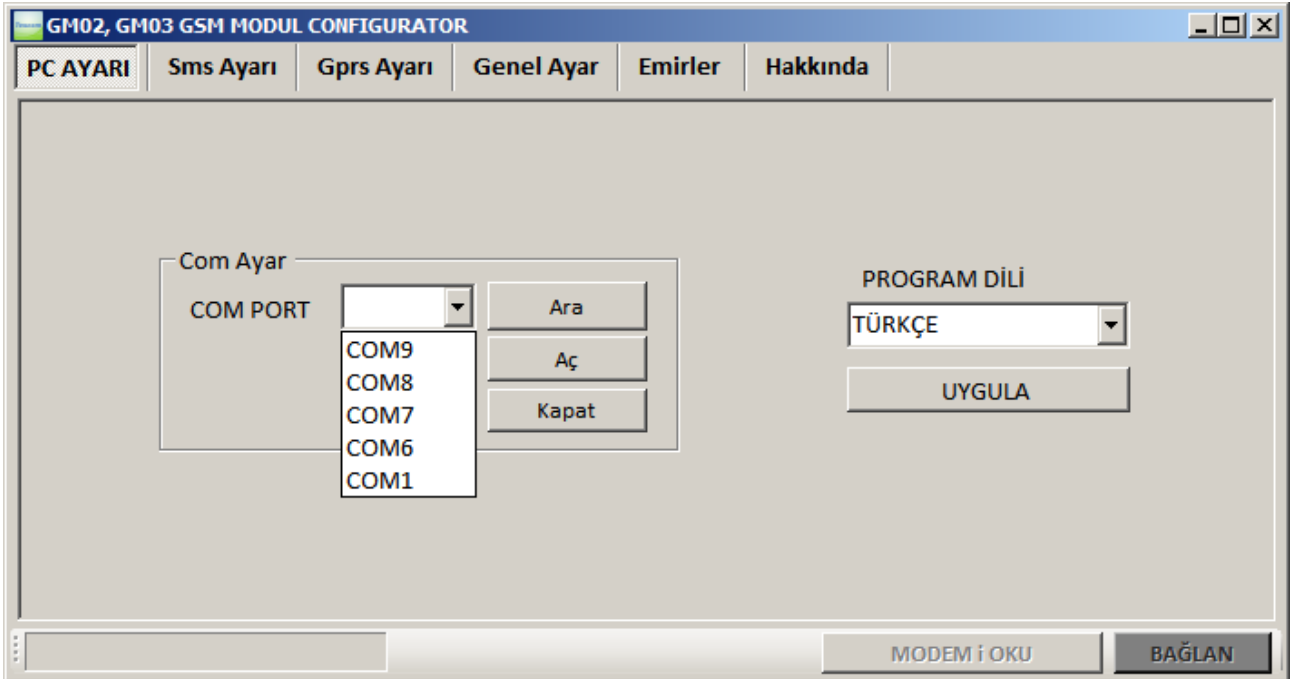 GM02, GM03 GSM MODUL CONFIGURATOR
PC AYARI Sms Ayarı Gprs Ayarı Genel Ayar Emirler Hakkında
Com Ayar
COM PORT
Ara
COM9
COM8
COM7
COM6
COM1
Aç
Kapat
PROGRAM DİLİ
TÜRKÇE
UYGULA
MODEM i OKU
BAĞLAN